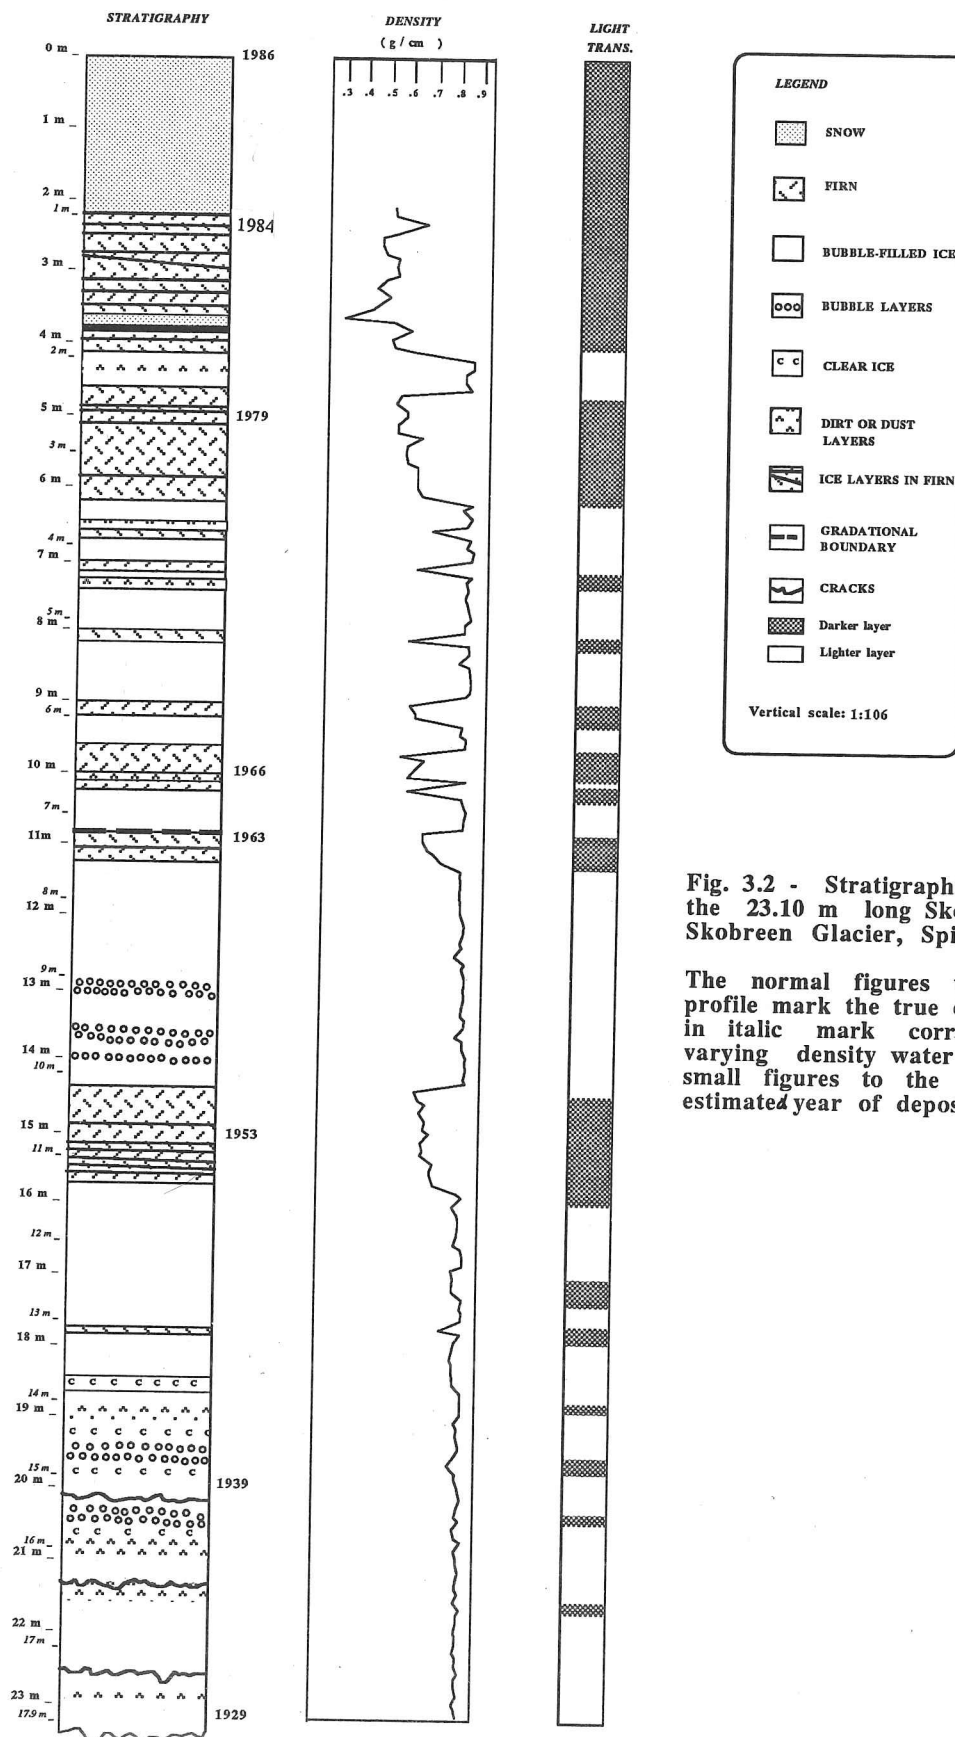 STRATIGRAPHY
DENSITY
( g / cm )
LIGHT
TRANS.
.3 .4 .5 .6 .7 .8 .9
0 m
1 m
2 m
1 m
3 m
4 m
2 m
5 m
3 m
6 m
4 m
7 m
5 m
8 m
9 m
6 m
10 m
7 m
11m
8 m
12 m
9 m
13 m
14 m
10 m
15 m
11 m
16 m
12 m
17 m
13 m
18 m
14 m
19 m
15 m
20 m
16 m
21 m
22 m
17 m
23 m
17.9 m
1986
1984
1979
1966
1963
1953
1939
1929
c c c c c c c
c c c c c c c
c c c c c c
c c c c c c
LEGEND
SNOW
FIRN
BUBBLE-FILLED ICE
BUBBLE LAYERS
c c
CLEAR ICE
DIRT OR DUST
LAYERS
ICE LAYERS IN FIRN
GRADATIONAL
BOUNDARY
CRACKS
Darker layer
Lighter layer
Vertical scale: 1:106
Fig. 3.2 - Stratigraph
the 23.10 m long Sk
Skobreen Glacier, Spi
The normal figures
profile mark the true
in italic mark corr
varying density water
small figures to the
estimated year of depos